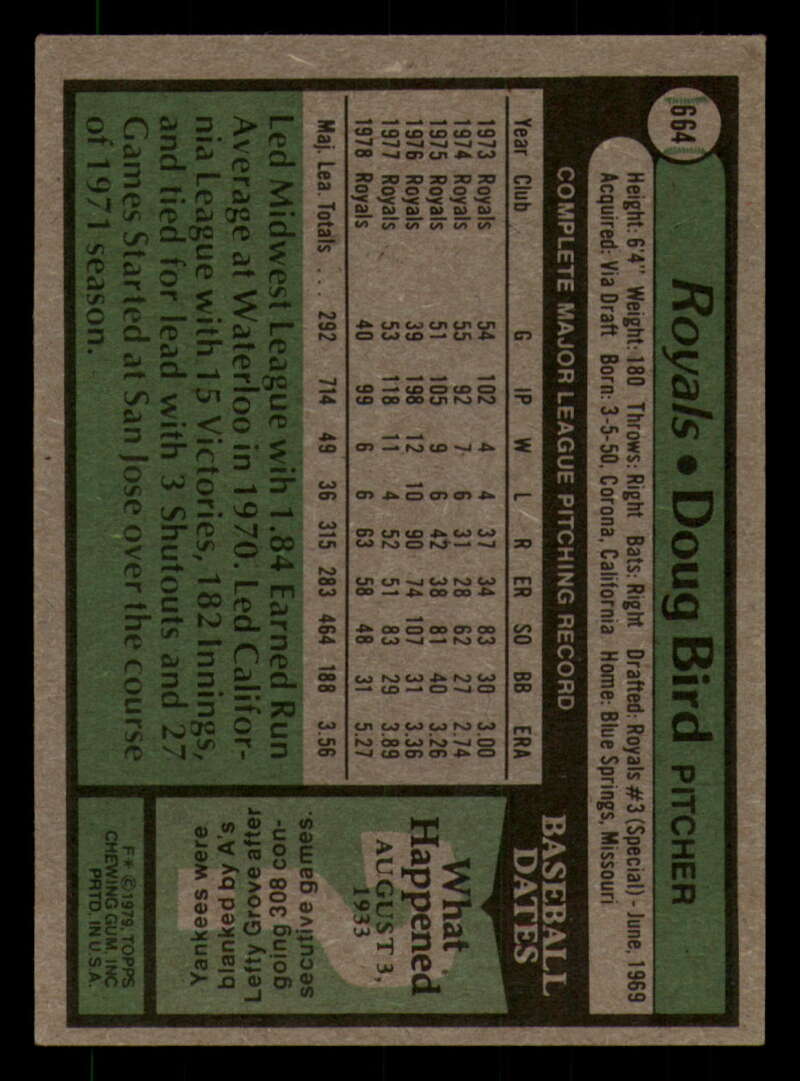 664
Royals • Doug Bird PITCHER
Height: 6'4" Weight: 180 Throws: Right Bats: Right Drafted: Royals #3 (Special) - June, 1969
Acquired: Via Draft Born: 3-5-50, Corona, California Home: Blue Springs, Missouri
COMPLETE MAJOR LEAGUE PITCHING RECORD
Year Club G IP W L R ER SO BB ERA
1973 Royals 54 102 4 4 37 34 83 30 3.00
1974 Royals 55 92 7 6 31 28 62 27 2.74
1975 Royals 51 105 9 6 42 38 81 40 3.26
1976 Royals 39 198 12 10 90 74 107 31 3.36
1977 Royals 53 118 11 4 52 51 83 29 3.89
1978 Royals 40 99 6 6 63 58 48 31 5.27
Maj. Lea. Totals . . . 292 714 49 36 315 283 464 188 3.56
Led Midwest League wih 1.84 Earned Run
Average at Waterloo in 1970. Led Califor-
nia League with 15 Victories, 182 Innings,
and tied for lead with 3 Shutouts and 27
Games Started at San Jose over the course
of 1971 season.
BASEBALL
DATES
What
Happened
AUGUST 3,
1933
Yankees were
blanked by A's
Lefty Grove after
going 308 con-
secutive games.
F* © 1979, TOPPS
CHEWING GUM, INC.
PRTD. IN U.S.A.